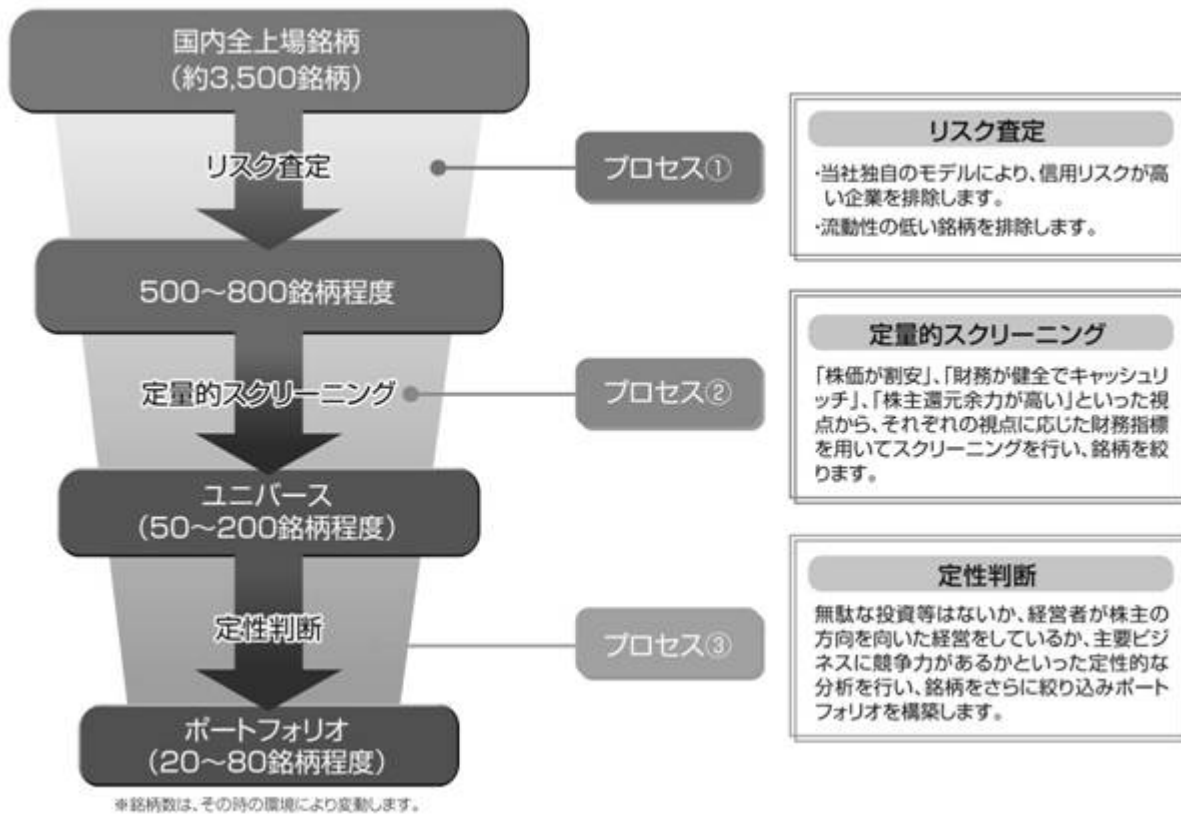 国内全上場銘柄
(約3,500銘柄)
リスク査定
プロセス①
リスク査定
・当社独自のモデルにより、信用リスクが高
い企業を排除します。
・流動性の低い銘柄を排除します。
500～800銘柄程度
定量的スクリーニング
プロセス②
定量的スクリーニング
「株価が割安」、「財務が健全でキャッシュリ
ッチ」、「株主還元余力が高い」といった視
点から、それぞれの視点に応じた財務指標
を用いてスクリーニングを行い、銘柄を絞
ります。
ユニバース
(50～200銘柄程度)
定性判断
プロセス③
定性判断
無駄な投資等はないか、経営者が株主の
方向を向いた経営をしているか、主要ビジ
ネスに競争力があるかといった定性的な
分析を行い、銘柄をさらに絞り込みポート
フォリオを構築します。
ポートフォリオ
(20～80銘柄程度)
※銘柄数は、その時の環境により変動します。